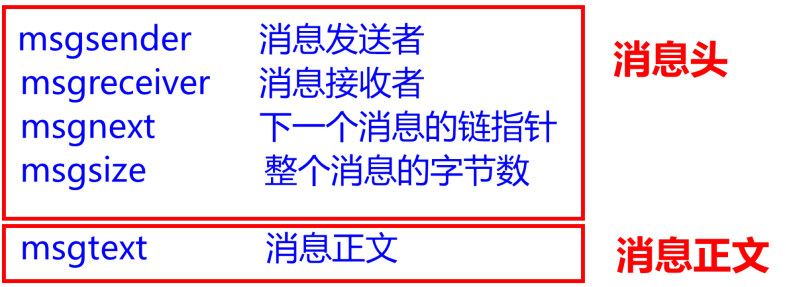 msgsender 消息发送者
msgreceiver 消息接收者
msgnext 下一个消息的链指针
msgsize 整个消息的字节数
消息头
msgtext 消息正文
消息正文